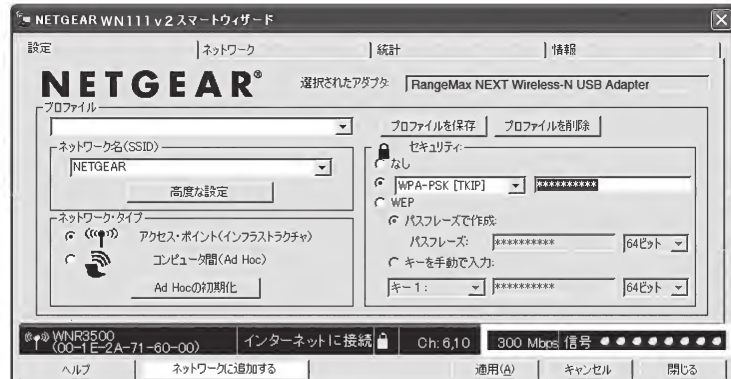 NETGEAR WN111v2 スマートウィザード
設定 ネットワーク 統計 情報
NETGEAR® 選択されたアダプタ: RangeMax NEXT Wireless-N USB Adapter
プロファイル
プロファイルを保存 プロファイルを削除
ネットワーク名(SSID)
NETGEAR
高度な設定
ネットワーク・タイプ
アクセス・ポイント(インフラストラクチャ)
コンピュータ間(Ad Hoc)
Ad Hocの初期化
セキュリティ:
なし
WPA-PSK [TKIP] **********
WEP
パスフレーズで作成:
パスフレーズ: ********** 64ビット
キーを手動で入力:
キー1: ********** 64ビット
WNR3500
(00-1E-2A-71-60-00)
インターネットに接続 Ch: 6,10 300 Mbps 信号
ヘルプ ネットワークに追加する 適用(A) キャンセル 閉じる